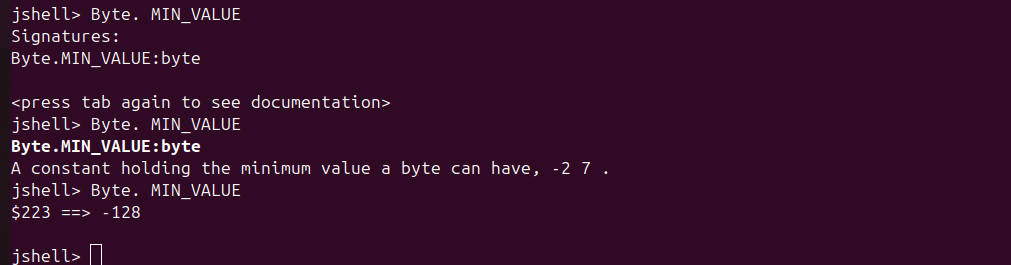 jshell> Byte. MIN_VALUE
Signatures:
Byte.MIN_VALUE:byte
<press tab again to see documentation>
jshell> Byte. MIN_VALUE
Byte.MIN_VALUE:byte
A constant holding the minimum value a byte can have, -2 7 .
jshell> Byte. MIN_VALUE
$223 ==> -128
jshell>